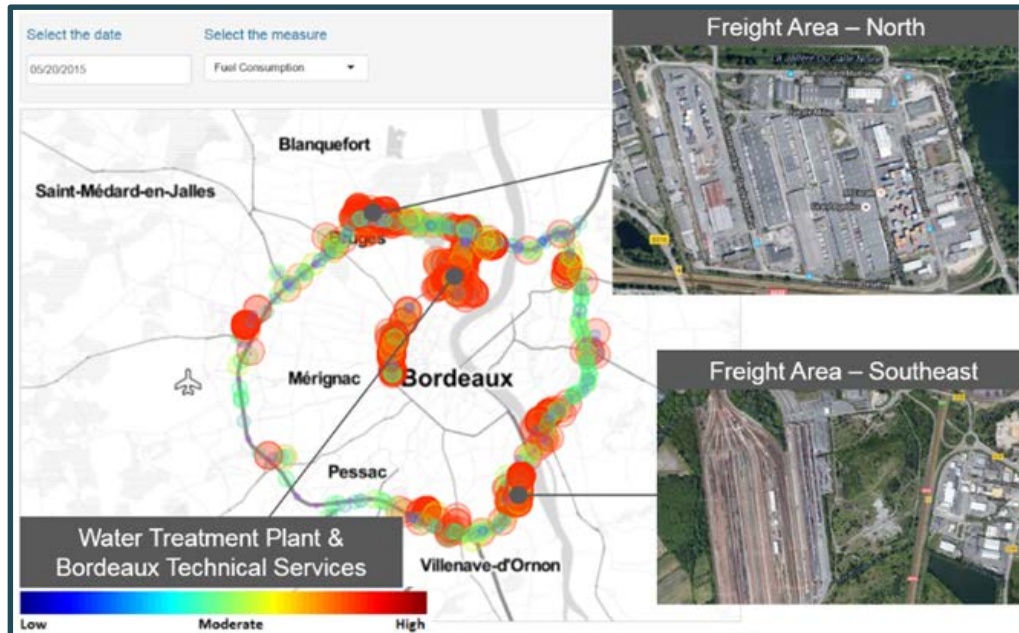 Select the date
Select the measure
05/20/2015
Fuel Consumption
Freight Area – North
Blanquefort
Saint-Médard-en-Jalles
Bruges
Mérignac
Bordeaux
Freight Area – Southeast
Pessac
Water Treatment Plant &
Bordeaux Technical Services
Villenave-d'Ornon
Low
Moderate
High